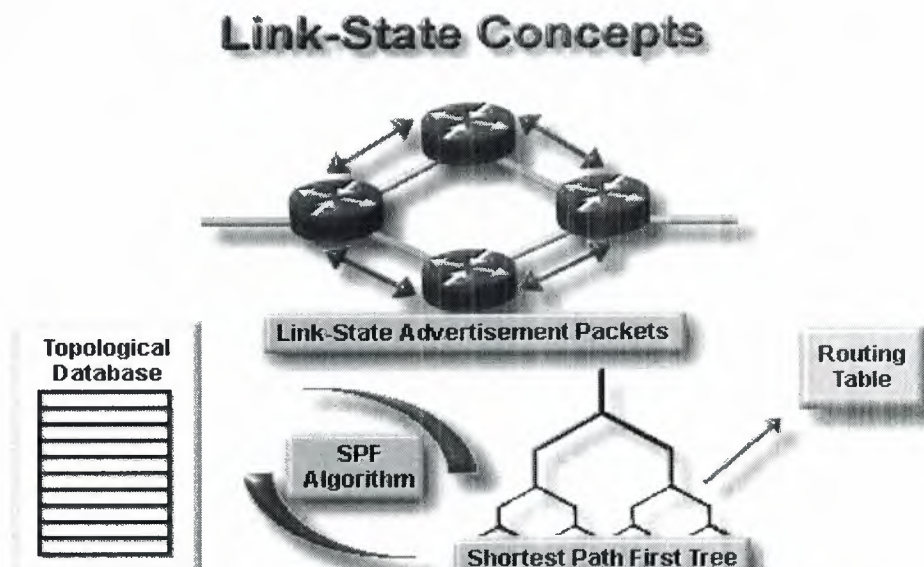 Link-State Concepts
Link-State Advertisement Packets
Topological
Database
Routing
Table
SPF
Algorithm
Shortest Path First Tree